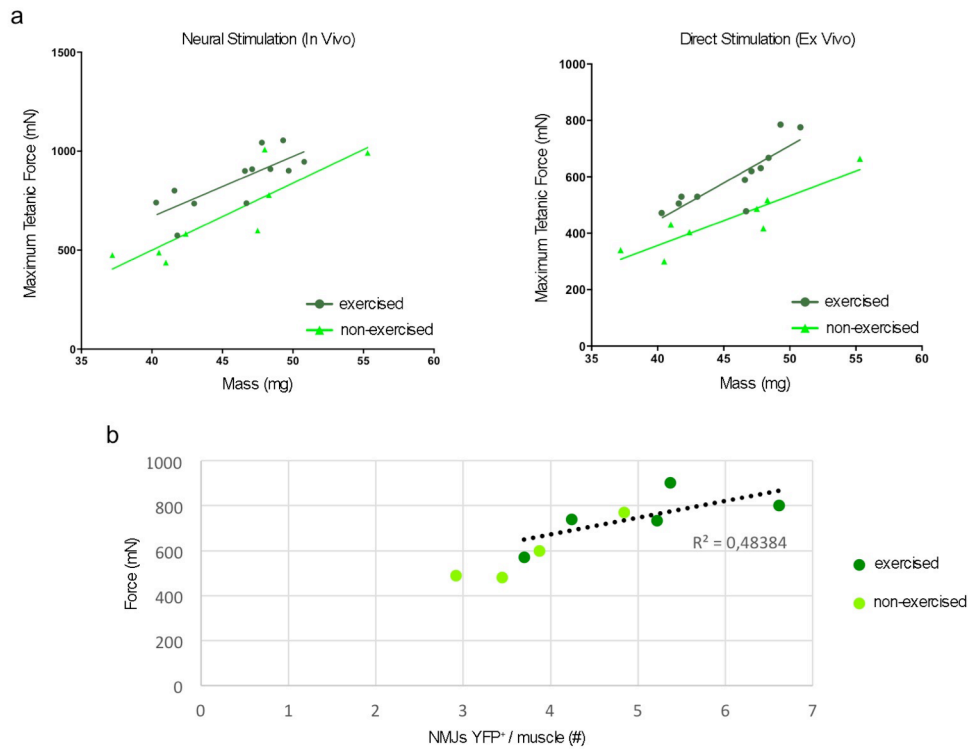 a
Neural Stimulation (In Vivo)
Maximum Tetanic Force (mN)
1500
1000
500
0
35 40 45 50 55 60
Mass (mg)
exercised
non-exercised
Direct Stimulation (Ex Vivo)
Maximum Tetanic Force (mN)
1000
800
600
400
200
0
35 40 45 50 55 60
Mass (mg)
exercised
non-exercised
b
Force (mN)
1000
800
600
400
200
0
0 1 2 3 4 5 6 7
NMJs YFP⁺ / muscle (#)
R² = 0,48384
exercised
non-exercised